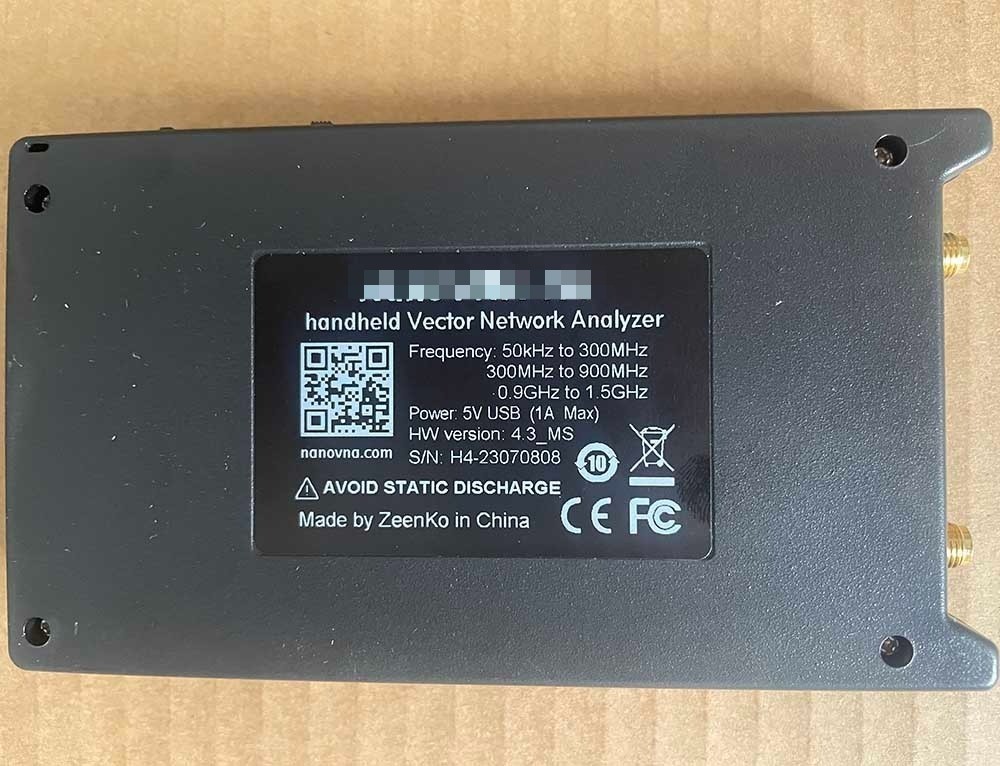 handheld Vector Network Analyzer
Frequency: 50kHz to 300MHz
300MHz to 900MHz
0.9GHz to 1.5GHz
Power: 5V USB (1A Max)
HW version: 4.3_MS
S/N: H4-23070808
nanovna.com
10
AVOID STATIC DISCHARGE
Made by ZeenKo in China
CE FC